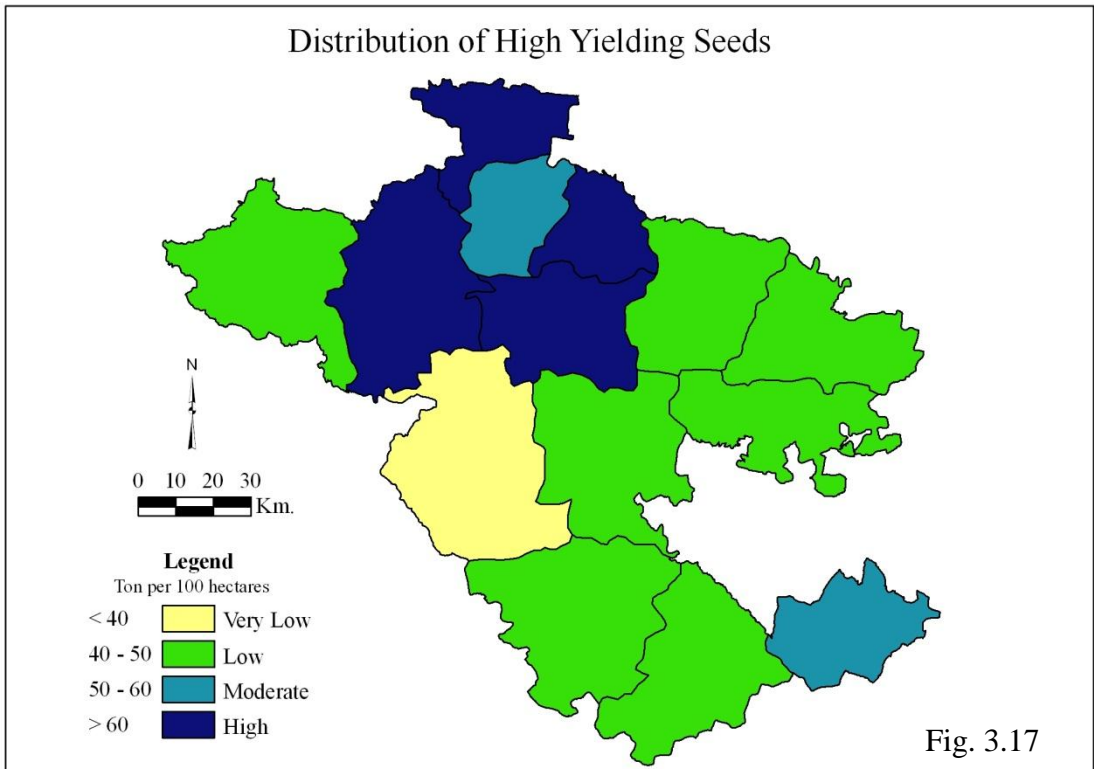 Distribution of High Yielding Seeds
N
0 10 20 30
Km.
Legend
Ton per 100 hectares
< 40 Very Low
40 - 50 Low
50 - 60 Moderate
> 60 High
Fig. 3.17